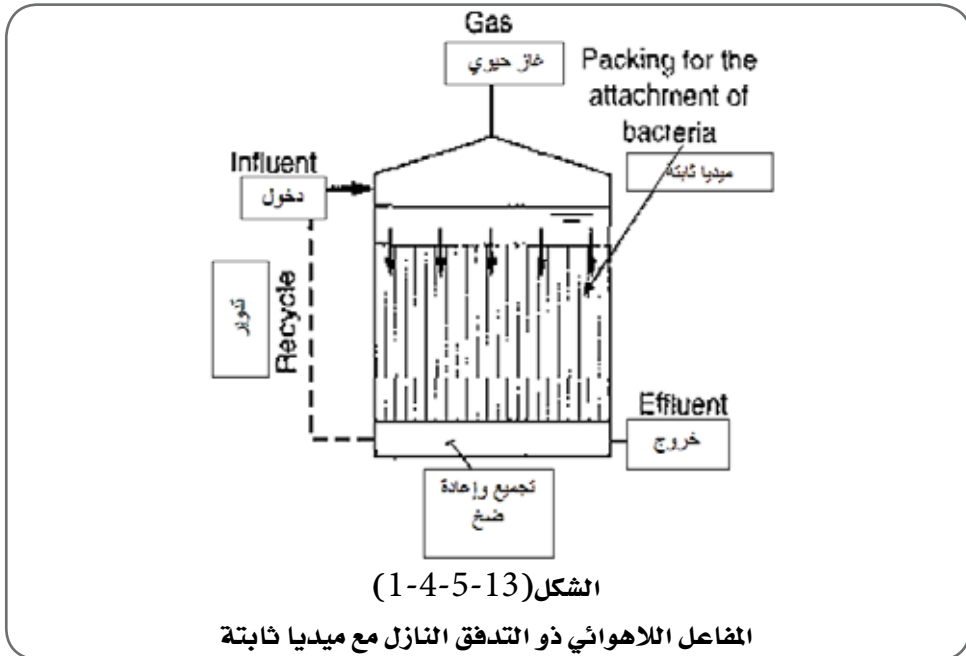 Gas
غاز حيوي
Packing for the
attachment of
bacteria
ميديا ثابتة
Influent
دخول
تدوير
Recycle
Effluent
خروج
تجميع وإعادة
ضخ
الشكل(13-5-4-1)
المفاعل اللاهوائي ذو التدفق النازل مع ميديا ثابتة